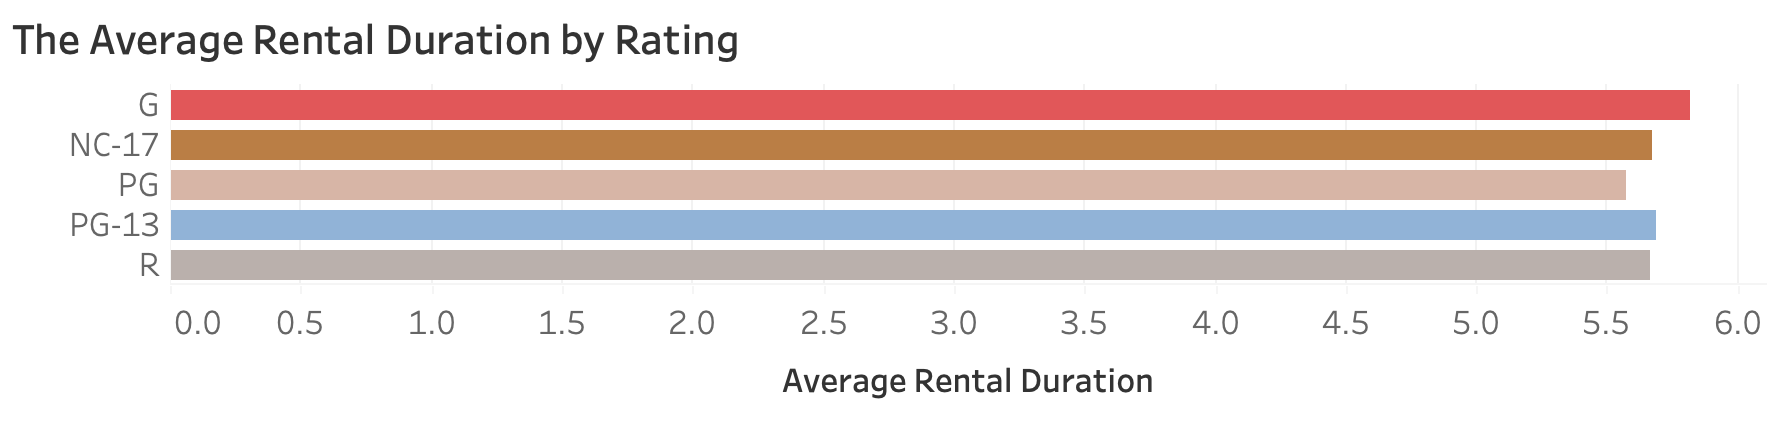 The Average Rental Duration by Rating
G
NC-17
PG
PG-13
R
0.0 0.5 1.0 1.5 2.0 2.5 3.0 3.5 4.0 4.5 5.0 5.5 6.0
Average Rental Duration